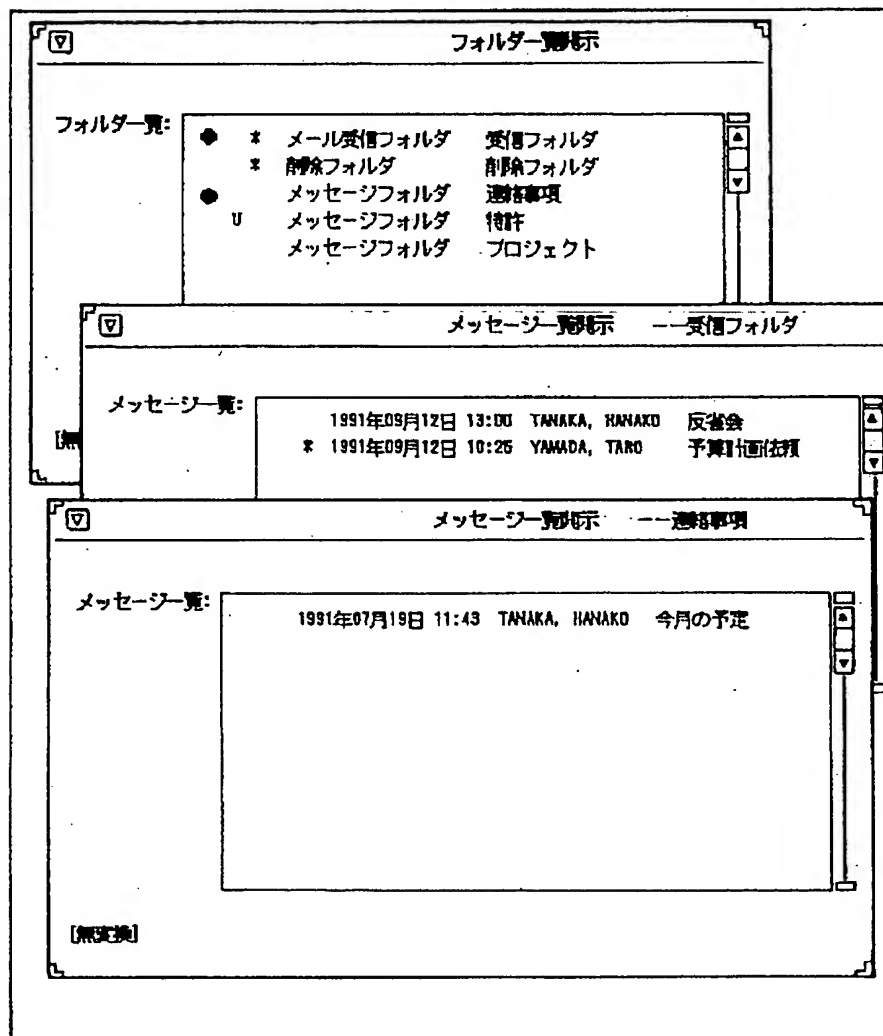 フォルダ一覧表示
フォルダ一覧:
● * メール受信フォルダ 受信フォルダ
* 削除フォルダ 削除フォルダ
● メッセージフォルダ 連絡事項
U メッセージフォルダ 特許
メッセージフォルダ プロジェクト
メッセージ一覧表示 ――受信フォルダ
メッセージ一覧:
1991年09月12日 13:00 TANAKA, HANAKO 反省会
* 1991年09月12日 10:26 YAMADA, TARO 予算計画依頼
[無
メッセージ一覧表示 ――連絡事項
メッセージ一覧:
1991年07月19日 11:43 TANAKA, HANAKO 今月の予定
[無変換]